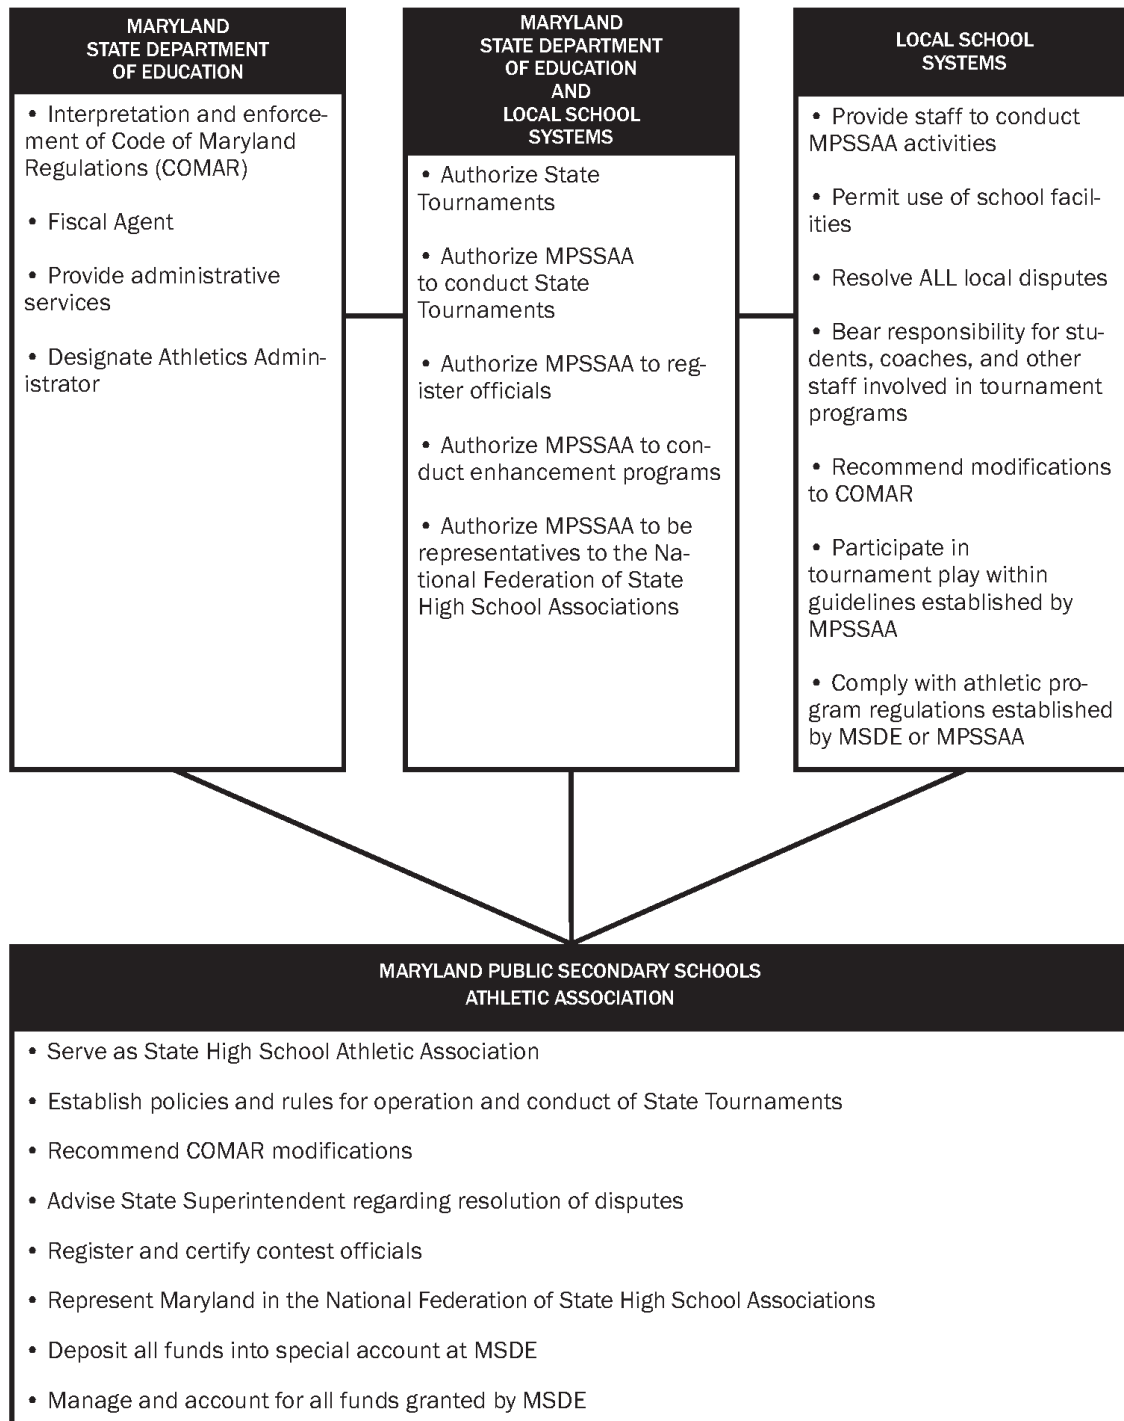 MARYLAND
STATE DEPARTMENT
OF EDUCATION
• Interpretation and enforce-
ment of Code of Maryland
Regulations (COMAR)
• Fiscal Agent
• Provide administrative
services
• Designate Athletics Admin-
istrator
MARYLAND
STATE DEPARTMENT
OF EDUCATION
AND
LOCAL SCHOOL
SYSTEMS
• Authorize State
Tournaments
• Authorize MPSSAA
to conduct State
Tournaments
• Authorize MPSSAA to reg-
ister officials
• Authorize MPSSAA to con-
duct enhancement programs
• Authorize MPSSAA to be
representatives to the Na-
tional Federation of State
High School Associations
LOCAL SCHOOL
SYSTEMS
• Provide staff to conduct
MPSSAA activities
• Permit use of school facil-
ities
• Resolve ALL local disputes
• Bear responsibility for stu-
dents, coaches, and other
staff involved in tournament
programs
• Recommend modifications
to COMAR
• Participate in
tournament play within
guidelines established by
MPSSAA
• Comply with athletic pro-
gram regulations established
by MSDE or MPSSAA
MARYLAND PUBLIC SECONDARY SCHOOLS
ATHLETIC ASSOCIATION
• Serve as State High School Athletic Association
• Establish policies and rules for operation and conduct of State Tournaments
• Recommend COMAR modifications
• Advise State Superintendent regarding resolution of disputes
• Register and certify contest officials
• Represent Maryland in the National Federation of State High School Associations
• Deposit all funds into special account at MSDE
• Manage and account for all funds granted by MSDE